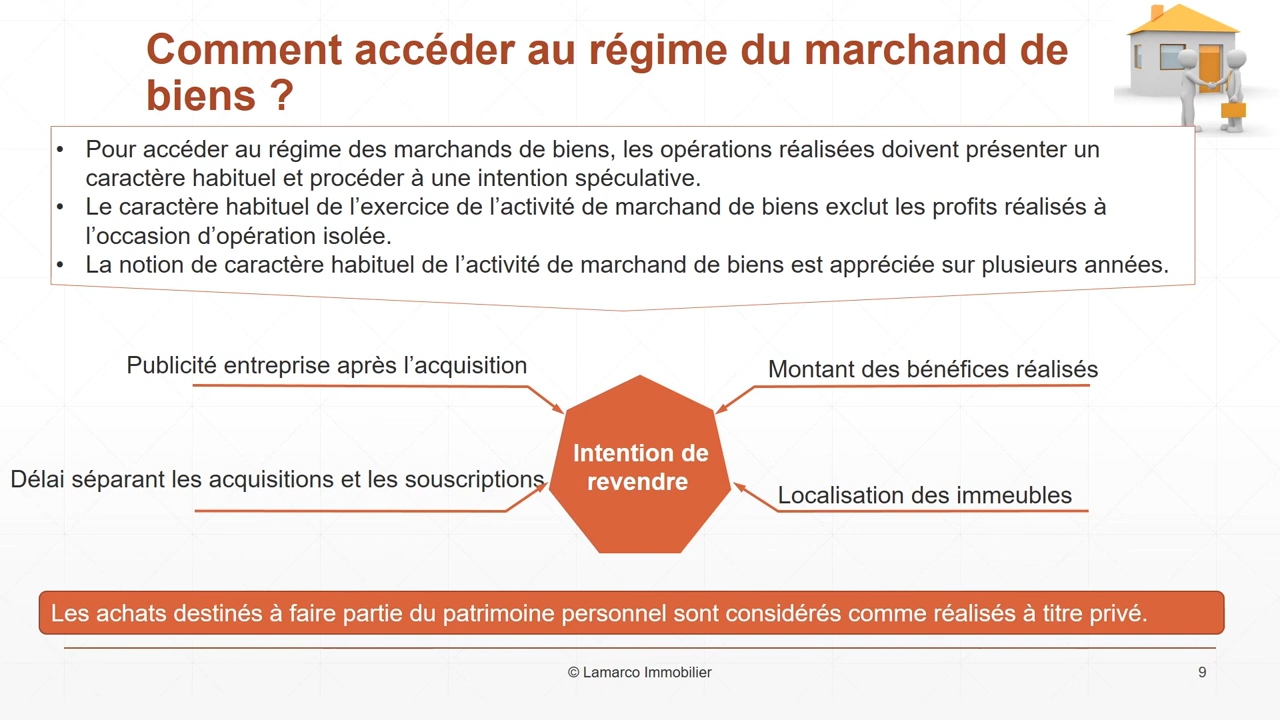 Comment accéder au régime du marchand de
biens ?
• Pour accéder au régime des marchands de biens, les opérations réalisées doivent présenter un
caractère habituel et procéder à une intention spéculative.
• Le caractère habituel de l’exercice de l’activité de marchand de biens exclut les profits réalisés à
l’occasion d’opération isolée.
• La notion de caractère habituel de l’activité de marchand de biens est appréciée sur plusieurs années.
Publicité entreprise après l’acquisition
Montant des bénéfices réalisés
Intention de
revendre
Délai séparant les acquisitions et les souscriptions
Localisation des immeubles
Les achats destinés à faire partie du patrimoine personnel sont considérés comme réalisés à titre privé.
© Lamarco Immobilier
9